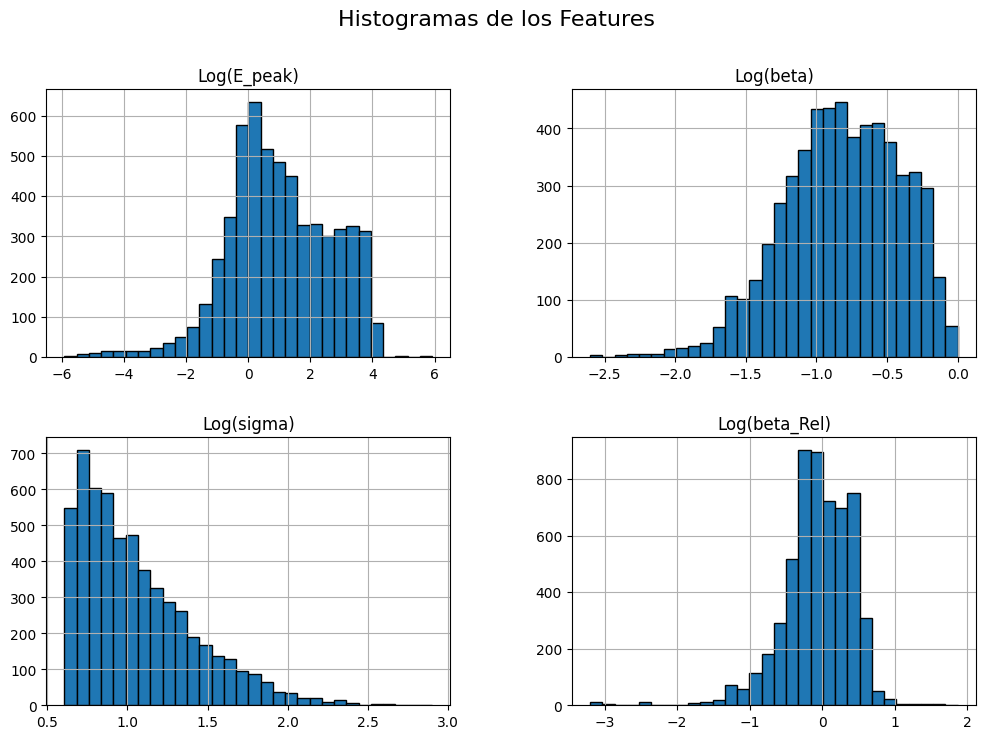 Histogramas de los Features
Log(E_peak)
600
500
400
300
200
100
0
−6 −4 −2 0 2 4 6
Log(beta)
400
300
200
100
0
−2.5 −2.0 −1.5 −1.0 −0.5 0.0
Log(sigma)
700
600
500
400
300
200
100
0
0.5 1.0 1.5 2.0 2.5 3.0
Log(beta_Rel)
800
600
400
200
0
−3 −2 −1 0 1 2